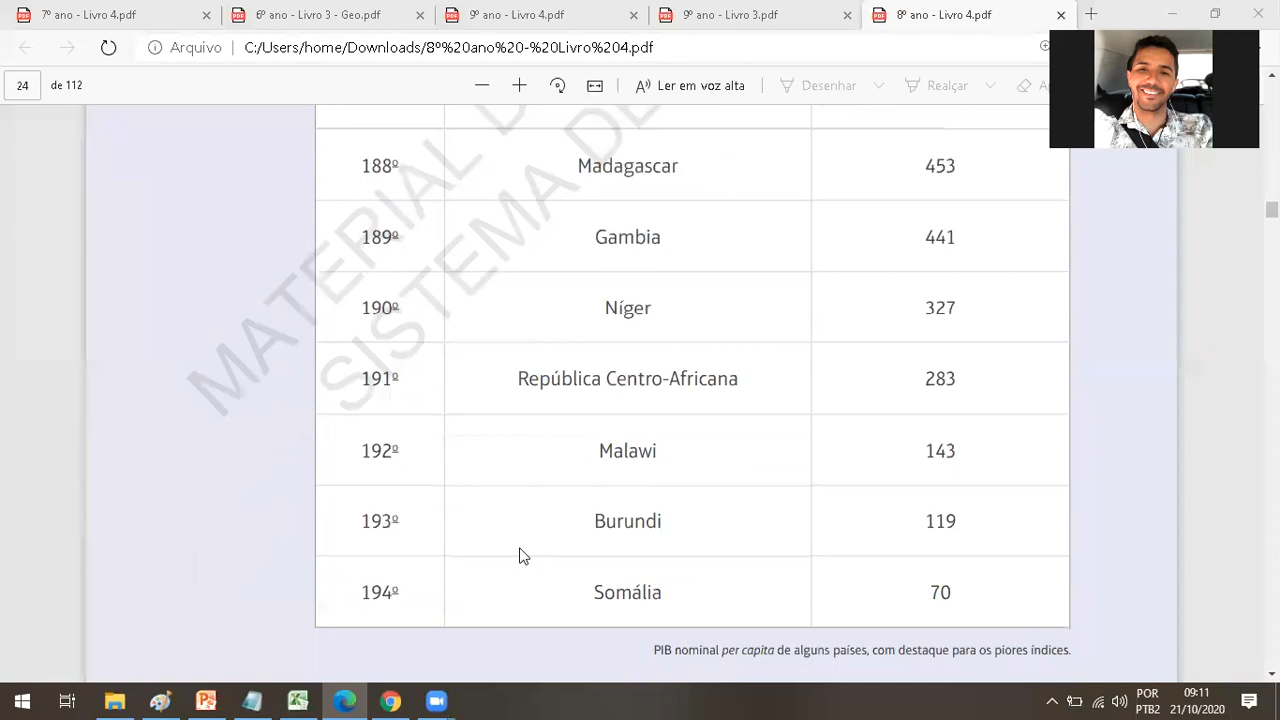 7º ano - Livro 4.pdf
6º ano - Livro 3 - Geo.pdf
9º ano - Livro 4.pdf
9º ano - Livro 3.pdf
8º ano - Livro 4.pdf
Arquivo
C:/Users/home/Downloads/8º%20ano%20-%20Livro%204.pdf
24
de 112
Ler em voz alta
Desenhar
Realçar
MATERIAL D
SISTEMA DE
188º Madagascar 453
189º Gambia 441
190º Níger 327
191º República Centro-Africana 283
192º Malawi 143
193º Burundi 119
194º Somália 70
PIB nominal per capita de alguns países, com destaque para os piores índices.
POR
PTB2
09:11
21/10/2020